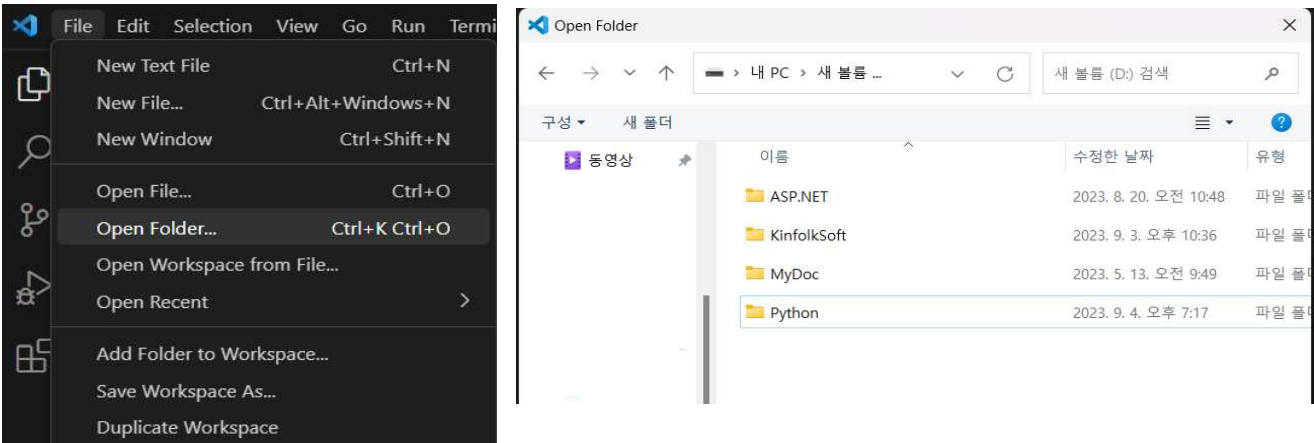 File Edit Selection View Go Run Termi
New Text File Ctrl+N
New File... Ctrl+Alt+Windows+N
New Window Ctrl+Shift+N
Open File... Ctrl+O
Open Folder... Ctrl+K Ctrl+O
Open Workspace from File...
Open Recent
Add Folder to Workspace...
Save Workspace As...
Duplicate Workspace
Open Folder
내 PC › 새 볼륨 ...
새 볼륨 (D:) 검색
구성 새 폴더
동영상
이름 수정한 날짜 유형
ASP.NET 2023. 8. 20. 오전 10:48 파일 폴더
KinfolkSoft 2023. 9. 3. 오후 10:36 파일 폴더
MyDoc 2023. 5. 13. 오전 9:49 파일 폴더
Python 2023. 9. 4. 오후 7:17 파일 폴더